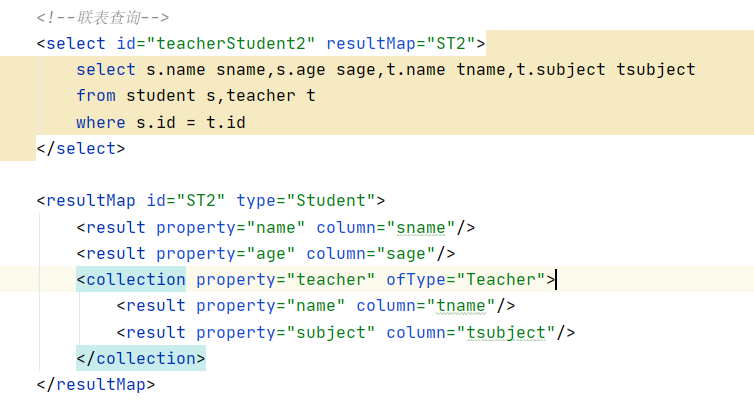 <!--联表查询-->
<select id="teacherStudent2" resultMap="ST2">
select s.name sname,s.age sage,t.name tname,t.subject tsubject
from student s,teacher t
where s.id = t.id
</select>
<resultMap id="ST2" type="Student">
<result property="name" column="sname"/>
<result property="age" column="sage"/>
<collection property="teacher" ofType="Teacher">
<result property="name" column="tname"/>
<result property="subject" column="tsubject"/>
</collection>
</resultMap>